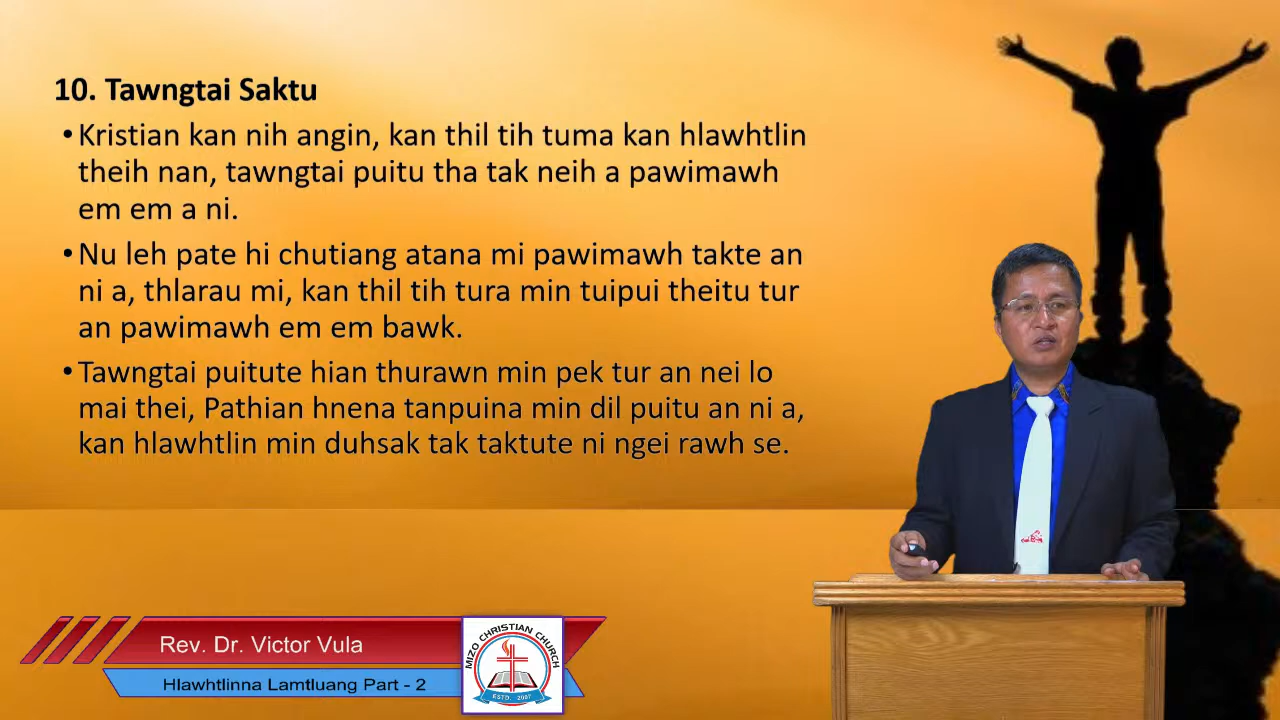 10. Tawngtai Saktu
•Kristian kan nih angin, kan thil tih tuma kan hlawhtlin
theih nan, tawngtai puitu tha tak neih a pawimawh
em em a ni.
•Nu leh pate hi chutiang atana mi pawimawh takte an
ni a, thlarau mi, kan thil tih tura min tuipui theitu tur
an pawimawh em em bawk.
•Tawngtai puitute hian thurawn min pek tur an nei lo
mai thei, Pathian hnena tanpuina min dil puitu an ni a,
kan hlawhtlin min duhsak tak taktute ni ngei rawh se.
Rev. Dr. Victor Vula
Hlawhtlinna Lamtluang Part - 2
MIZO CHRISTIAN CHURCH
ESTD. -2007